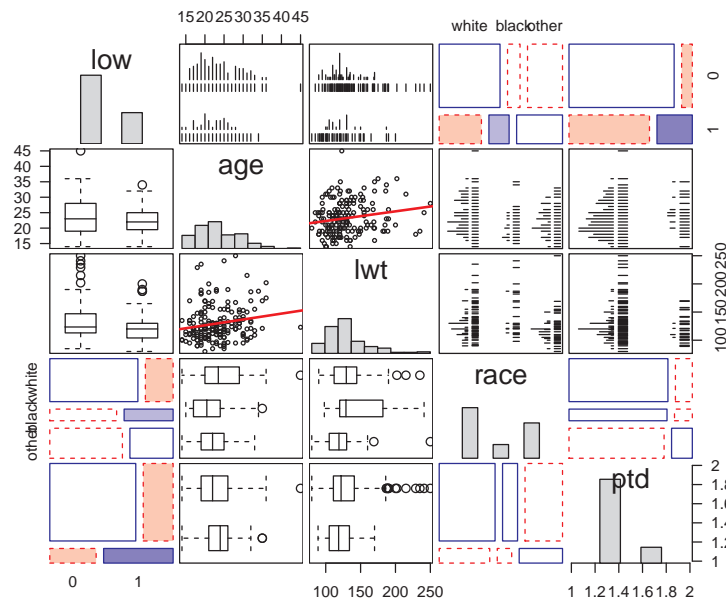 15 20 25 30 35 45
white black other
low
0
1
age
45
35
30
25
20
15
lwt
250
200
150
100
race
white
black
other
ptd
2
1.8
1.6
1.4
1.2
1
0 1
100 150 200 250
1 1.2 1.4 1.6 1.8 2